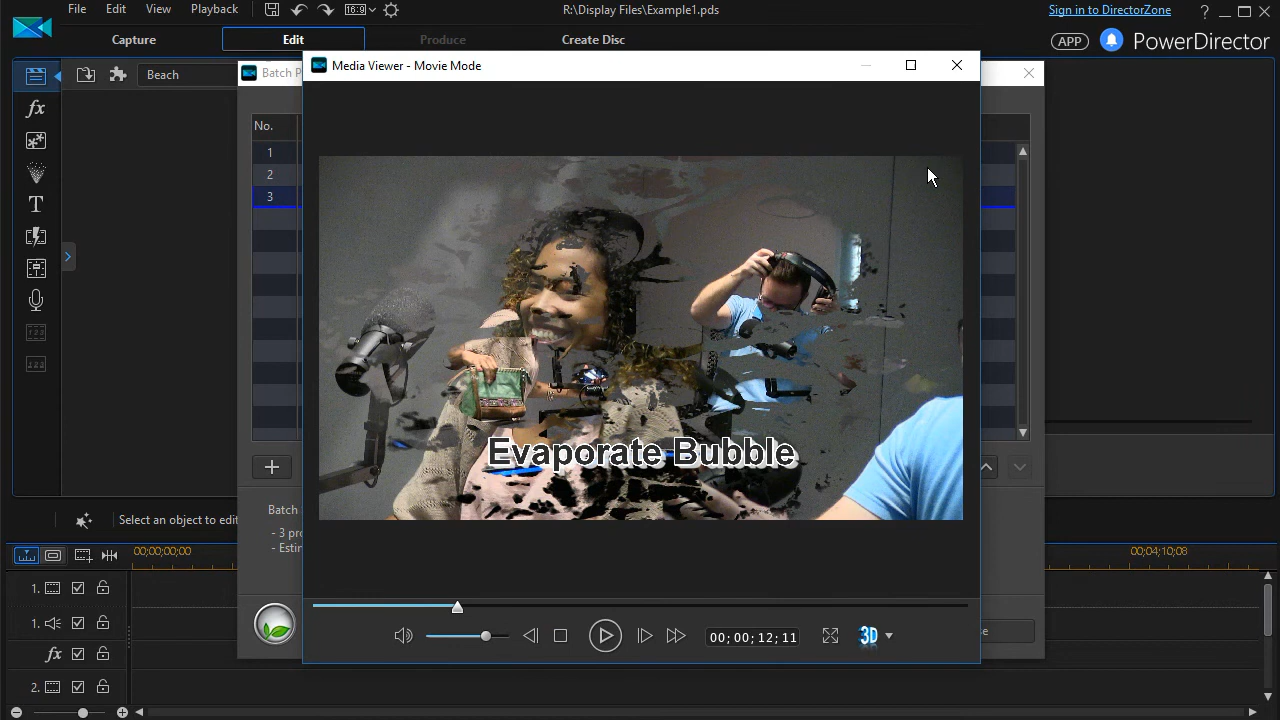 File Edit View Playback 16:9 R:\Display Files\Example1.pds Sign in to DirectorZone ?
Capture Edit Produce Create Disc APP PowerDirector
Beach
Batch P
Media Viewer - Movie Mode
fx
T
No.
1
2
3
Evaporate Bubble
Batch
- 3 pro
- Estin
Select an object to edit
00;00;00;00
00;04;10;08
1.
1.
fx
2.
00; 00; 12; 11
3D
se